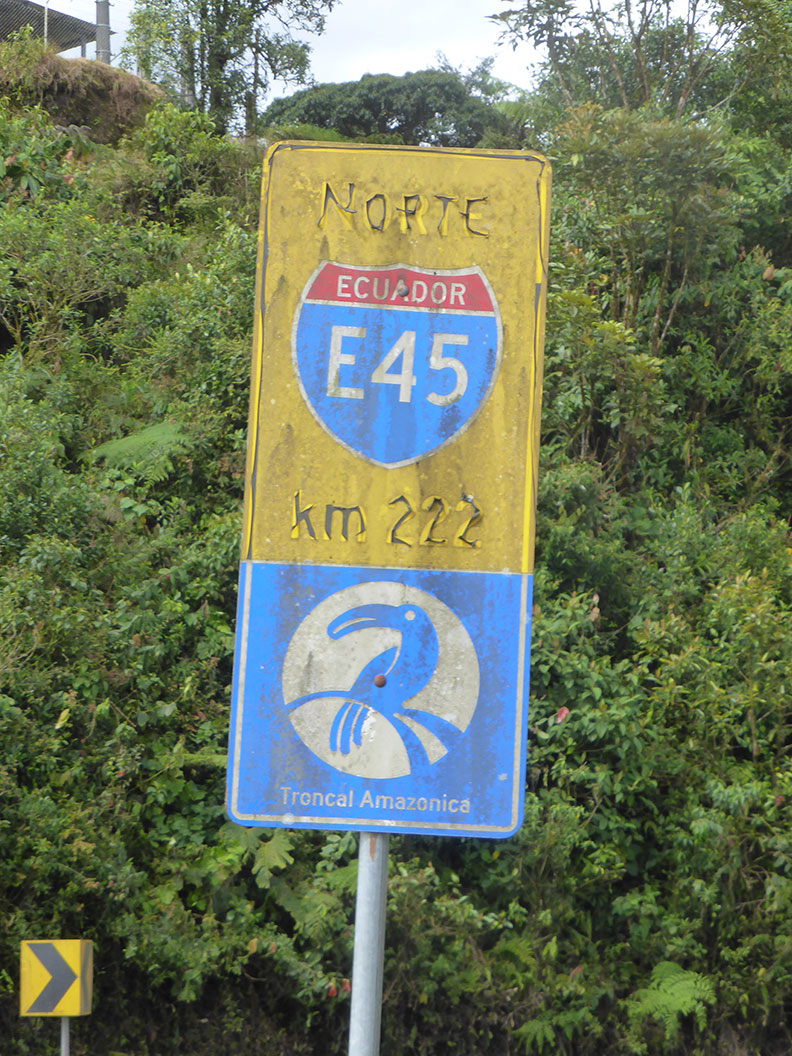 NORTE
ECUADOR
E45
km 222
Troncal Amazonica